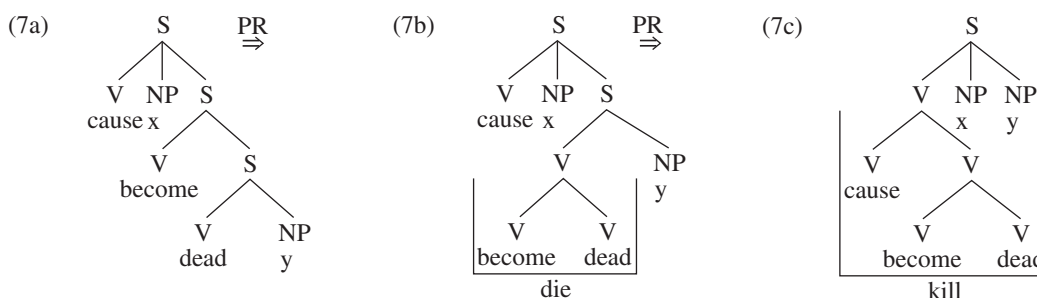 (7a) S PR (7b) S PR (7c) S
⇒ ⇒
V NP S V NP S V NP NP
cause x cause x x y
V S V NP V V
become y cause
V NP V V V V
dead y become dead become dead
die kill